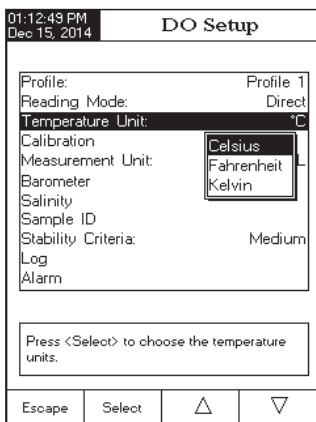 01:12:49 PM
Dec 15, 2014
DO Setup
Profile: Profile 1
Reading Mode: Direct
Temperature Unit: °C
Calibration
Celsius
Measurement Unit: L
Fahrenheit
Barometer
Kelvin
Salinity
Sample ID
Stability Criteria: Medium
Log
Alarm
Press <Select> to choose the temperature
units.
Escape Select △ ▽